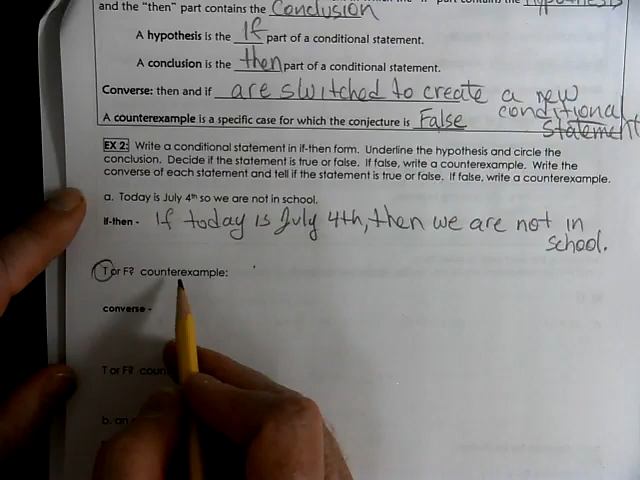 and the "then" part contains the Conclusion
A hypothesis is the If part of a conditional statement.
A conclusion is the then part of a conditional statement.
Converse: then and if are switched to create a new conditional statement
A counterexample is a specific case for which the conjecture is False
EX 2: Write a conditional statement in if-then form. Underline the hypothesis and circle the
conclusion. Decide if the statement is true or false. If false, write a counterexample. Write the
converse of each statement and tell if the statement is true or false. If false, write a counterexample.
a. Today is July 4th so we are not in school.
If-then - If today is July 4th, then we are not in
school.
T or F? counterexample:
converse -
T or F? coun
b. an